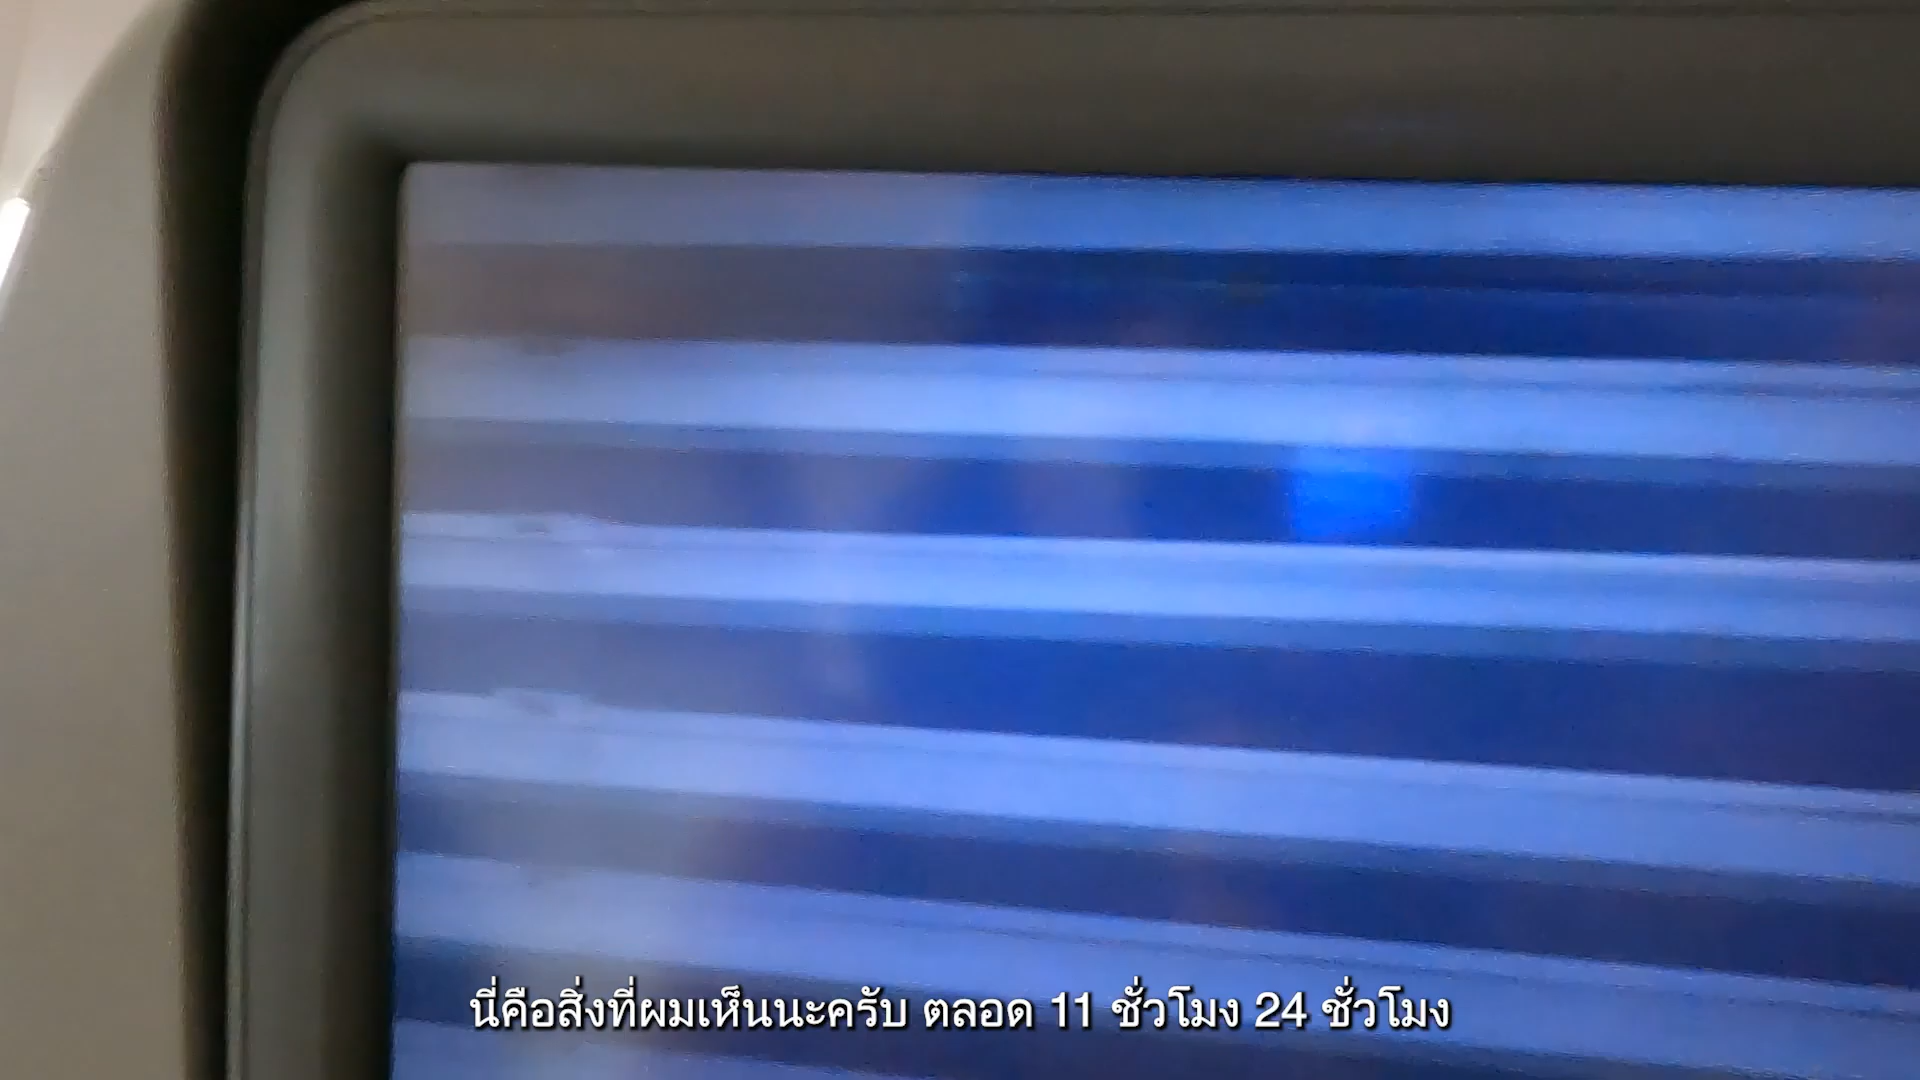 นี่คือสิ่งที่ผมเห็นนะครับ ตลอด 11 ชั่วโมง 24 ชั่วโมง